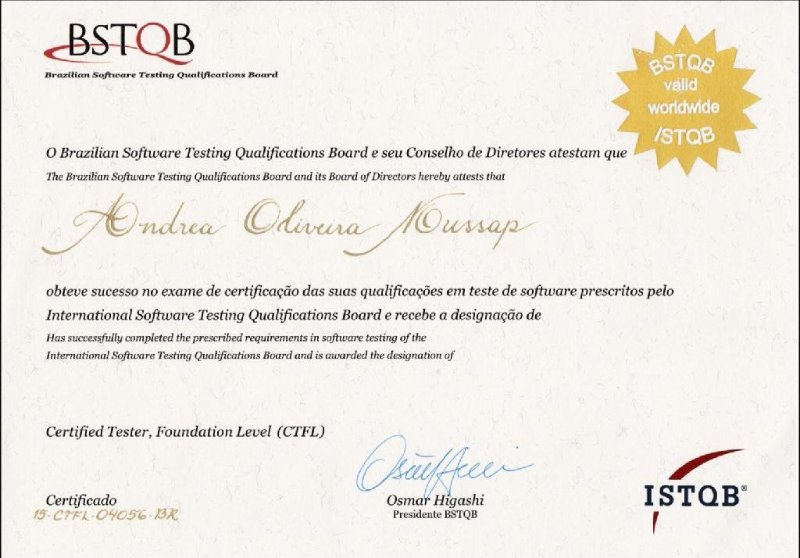 BSTQB
Brazilian Software Testing Qualifications Board
BSTQB
valid
worldwide
ISTQB
O Brazilian Software Testing Qualifications Board e seu Conselho de Diretores atestam que
The Brazilian Software Testing Qualifications Board and its Board of Directors hereby attests that
Andrea Oliveira Moussap
obteve sucesso no exame de certificação das suas qualificações em teste de software prescritos pelo
International Software Testing Qualifications Board e recebe a designação de
Has successfully completed the prescribed requirements in software testing of the
International Software Testing Qualifications Board and is awarded the designation of
Certified Tester, Foundation Level (CTFL)
Certificado
15-CTFL-04056-BR
Osmar Higashi
Presidente BSTQB
ISTQB®